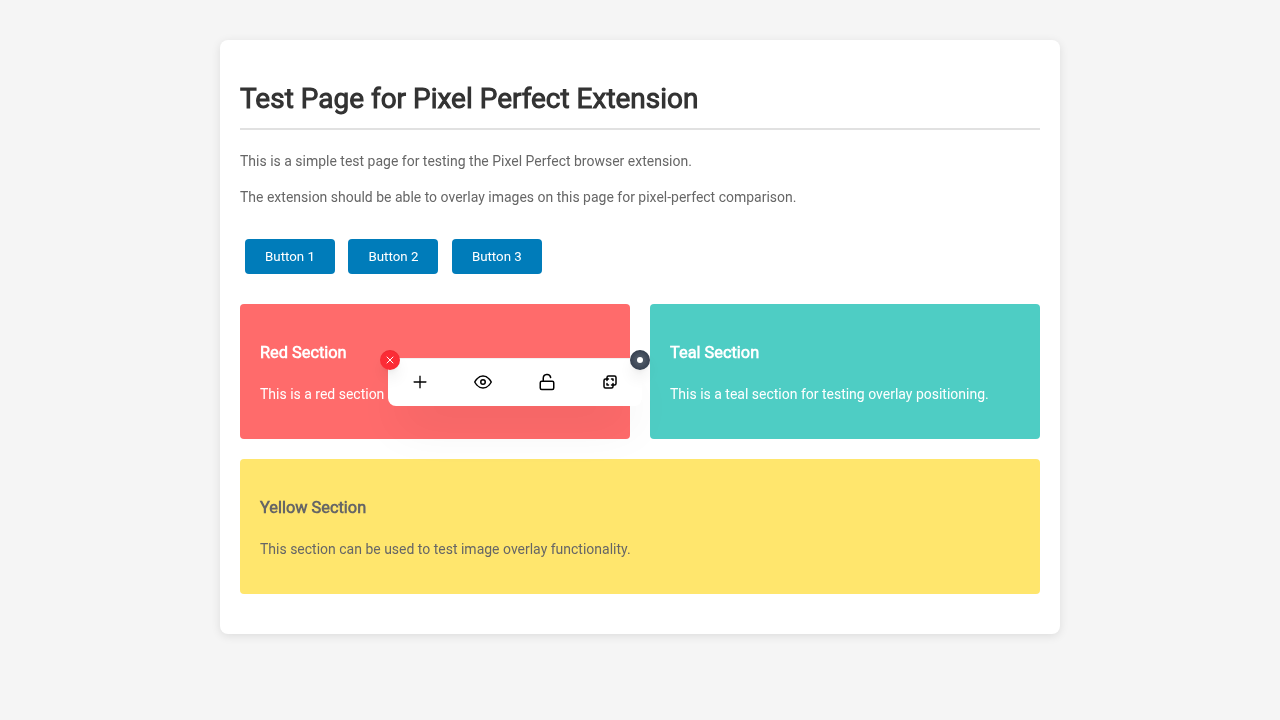 Test Page for Pixel Perfect Extension
This is a simple test page for testing the Pixel Perfect browser extension.
The extension should be able to overlay images on this page for pixel-perfect comparison.
Button 1
Button 2
Button 3
Red Section
This is a red section
Teal Section
This is a teal section for testing overlay positioning.
Yellow Section
This section can be used to test image overlay functionality.